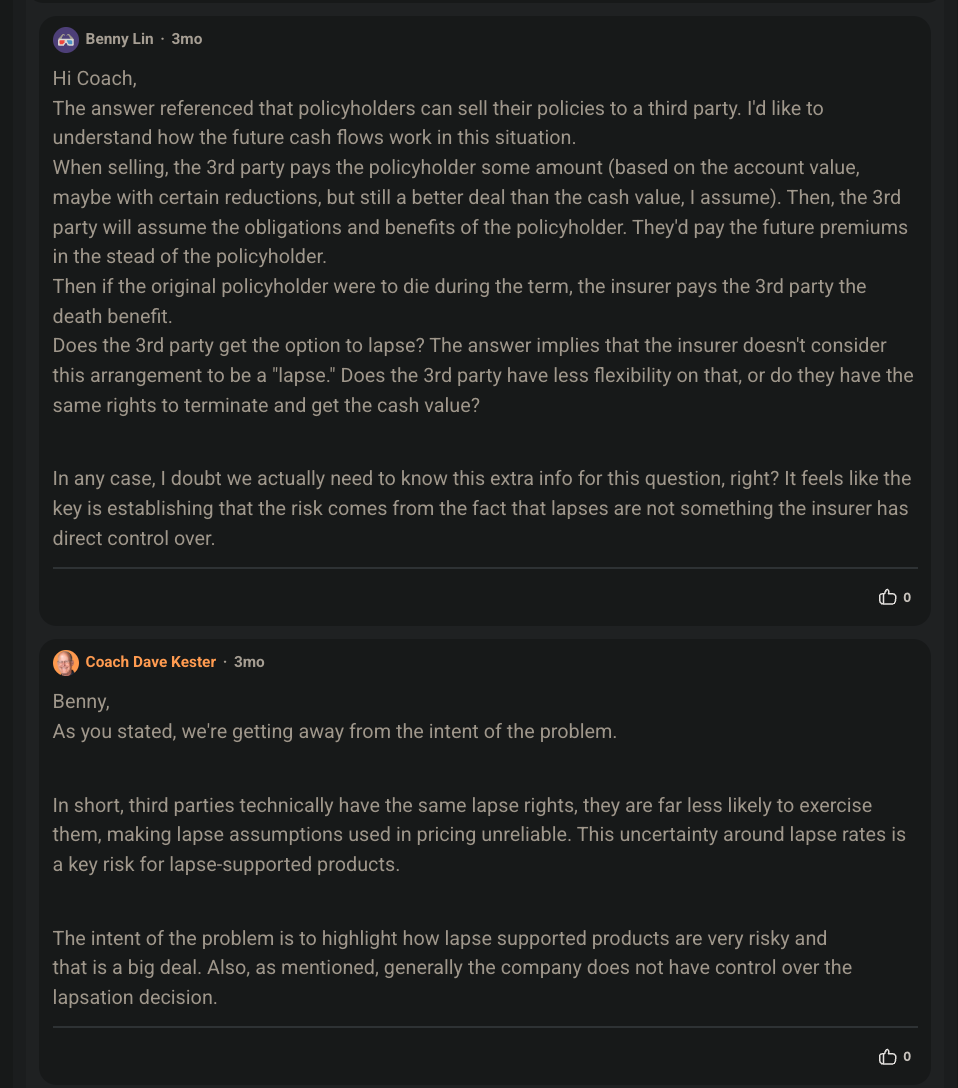 Benny Lin · 3mo
Hi Coach,
The answer referenced that policyholders can sell their policies to a third party. I'd like to
understand how the future cash flows work in this situation.
When selling, the 3rd party pays the policyholder some amount (based on the account value,
maybe with certain reductions, but still a better deal than the cash value, I assume). Then, the 3rd
party will assume the obligations and benefits of the policyholder. They'd pay the future premiums
in the stead of the policyholder.
Then if the original policyholder were to die during the term, the insurer pays the 3rd party the
death benefit.
Does the 3rd party get the option to lapse? The answer implies that the insurer doesn't consider
this arrangement to be a "lapse." Does the 3rd party have less flexibility on that, or do they have the
same rights to terminate and get the cash value?
In any case, I doubt we actually need to know this extra info for this question, right? It feels like the
key is establishing that the risk comes from the fact that lapses are not something the insurer has
direct control over.
0
Coach Dave Kester · 3mo
Benny,
As you stated, we're getting away from the intent of the problem.
In short, third parties technically have the same lapse rights, they are far less likely to exercise
them, making lapse assumptions used in pricing unreliable. This uncertainty around lapse rates is
a key risk for lapse-supported products.
The intent of the problem is to highlight how lapse supported products are very risky and
that is a big deal. Also, as mentioned, generally the company does not have control over the
lapsation decision.
0